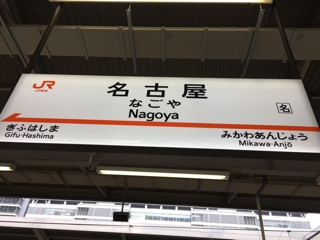 JR
名古屋
なごや
Nagoya
名
ぎふはしま
Gifu-Hashima
みかわあんじょう
Mikawa-Anjō